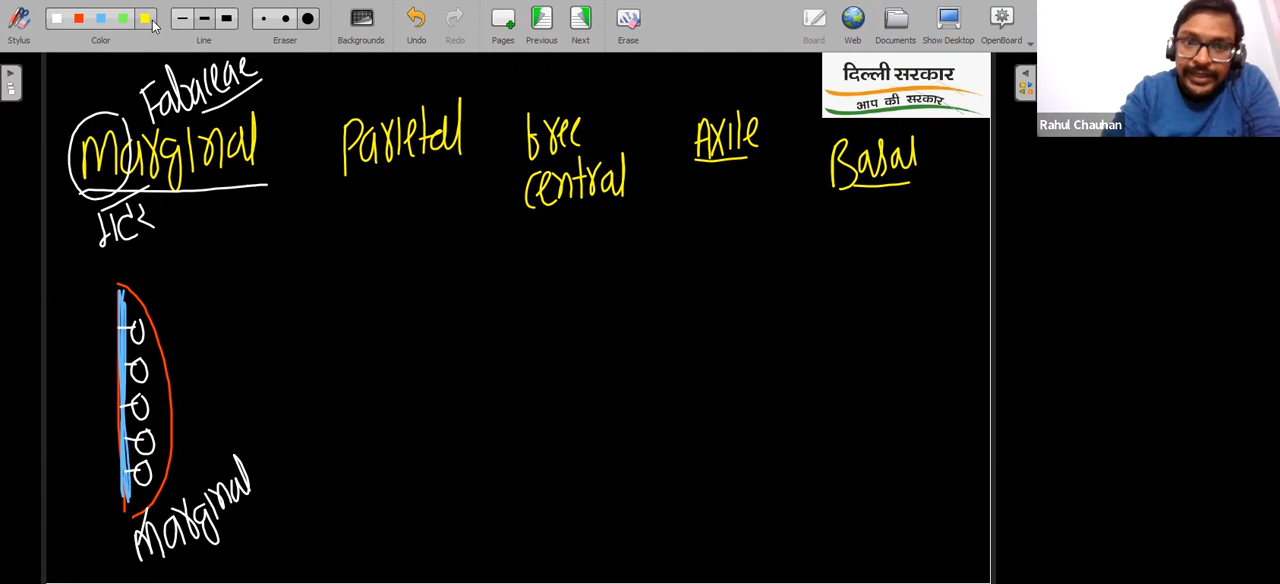 Stylus
Color
Line
Eraser
Backgrounds
Undo
Redo
Pages
Previous
Next
Erase
Board
Web
Documents
Show Desktop
OpenBoard
दिल्ली सरकार
आप की सरकार
Rahul Chauhan
Fabaceae
Marginal
Parietal
free
central
Axile
Basal
मटर
Marginal